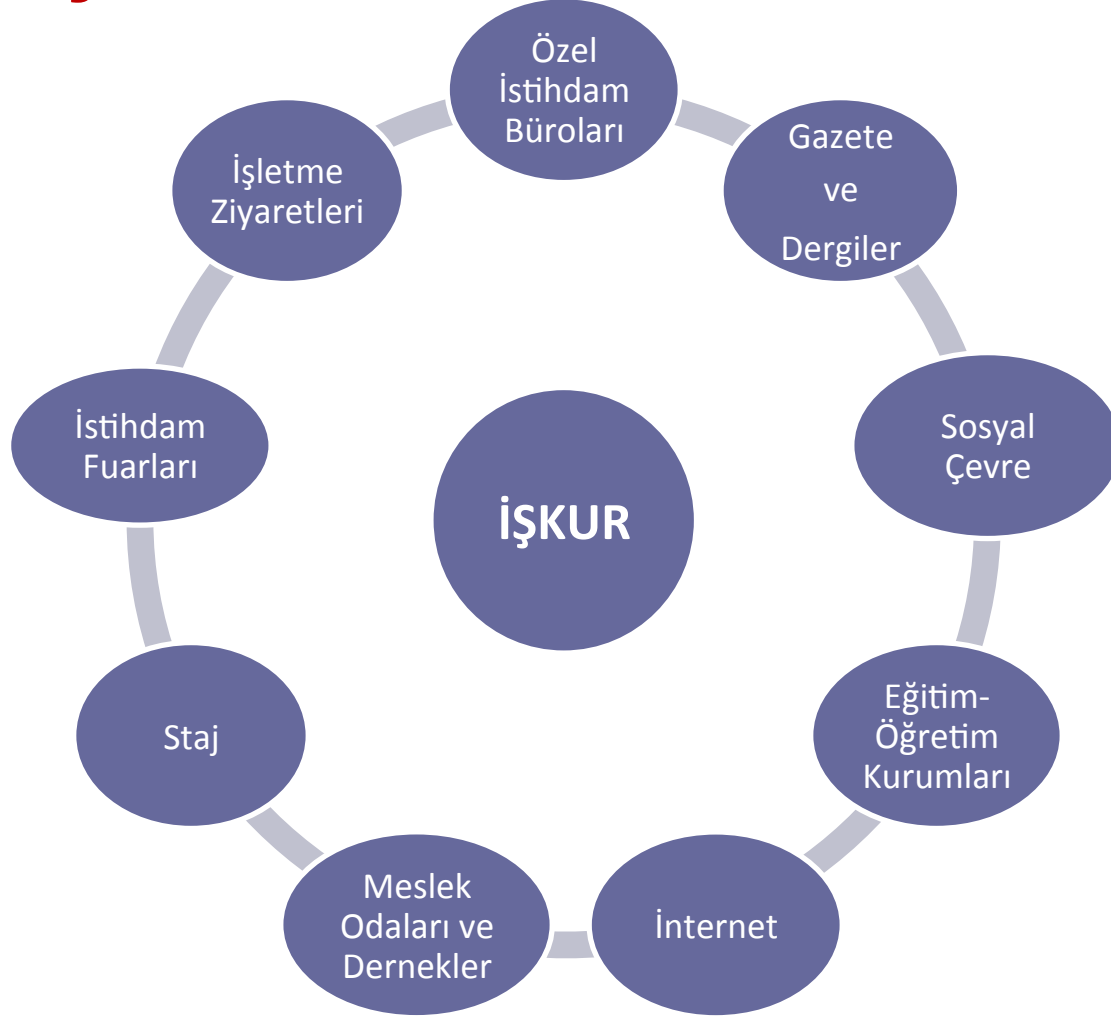 Özel
İstihdam
Büroları
Gazete
ve
Dergiler
Sosyal
Çevre
Eğitim-
Öğretim
Kurumları
İnternet
Meslek
Odaları ve
Dernekler
Staj
İstihdam
Fuarları
İşletme
Ziyaretleri
İŞKUR